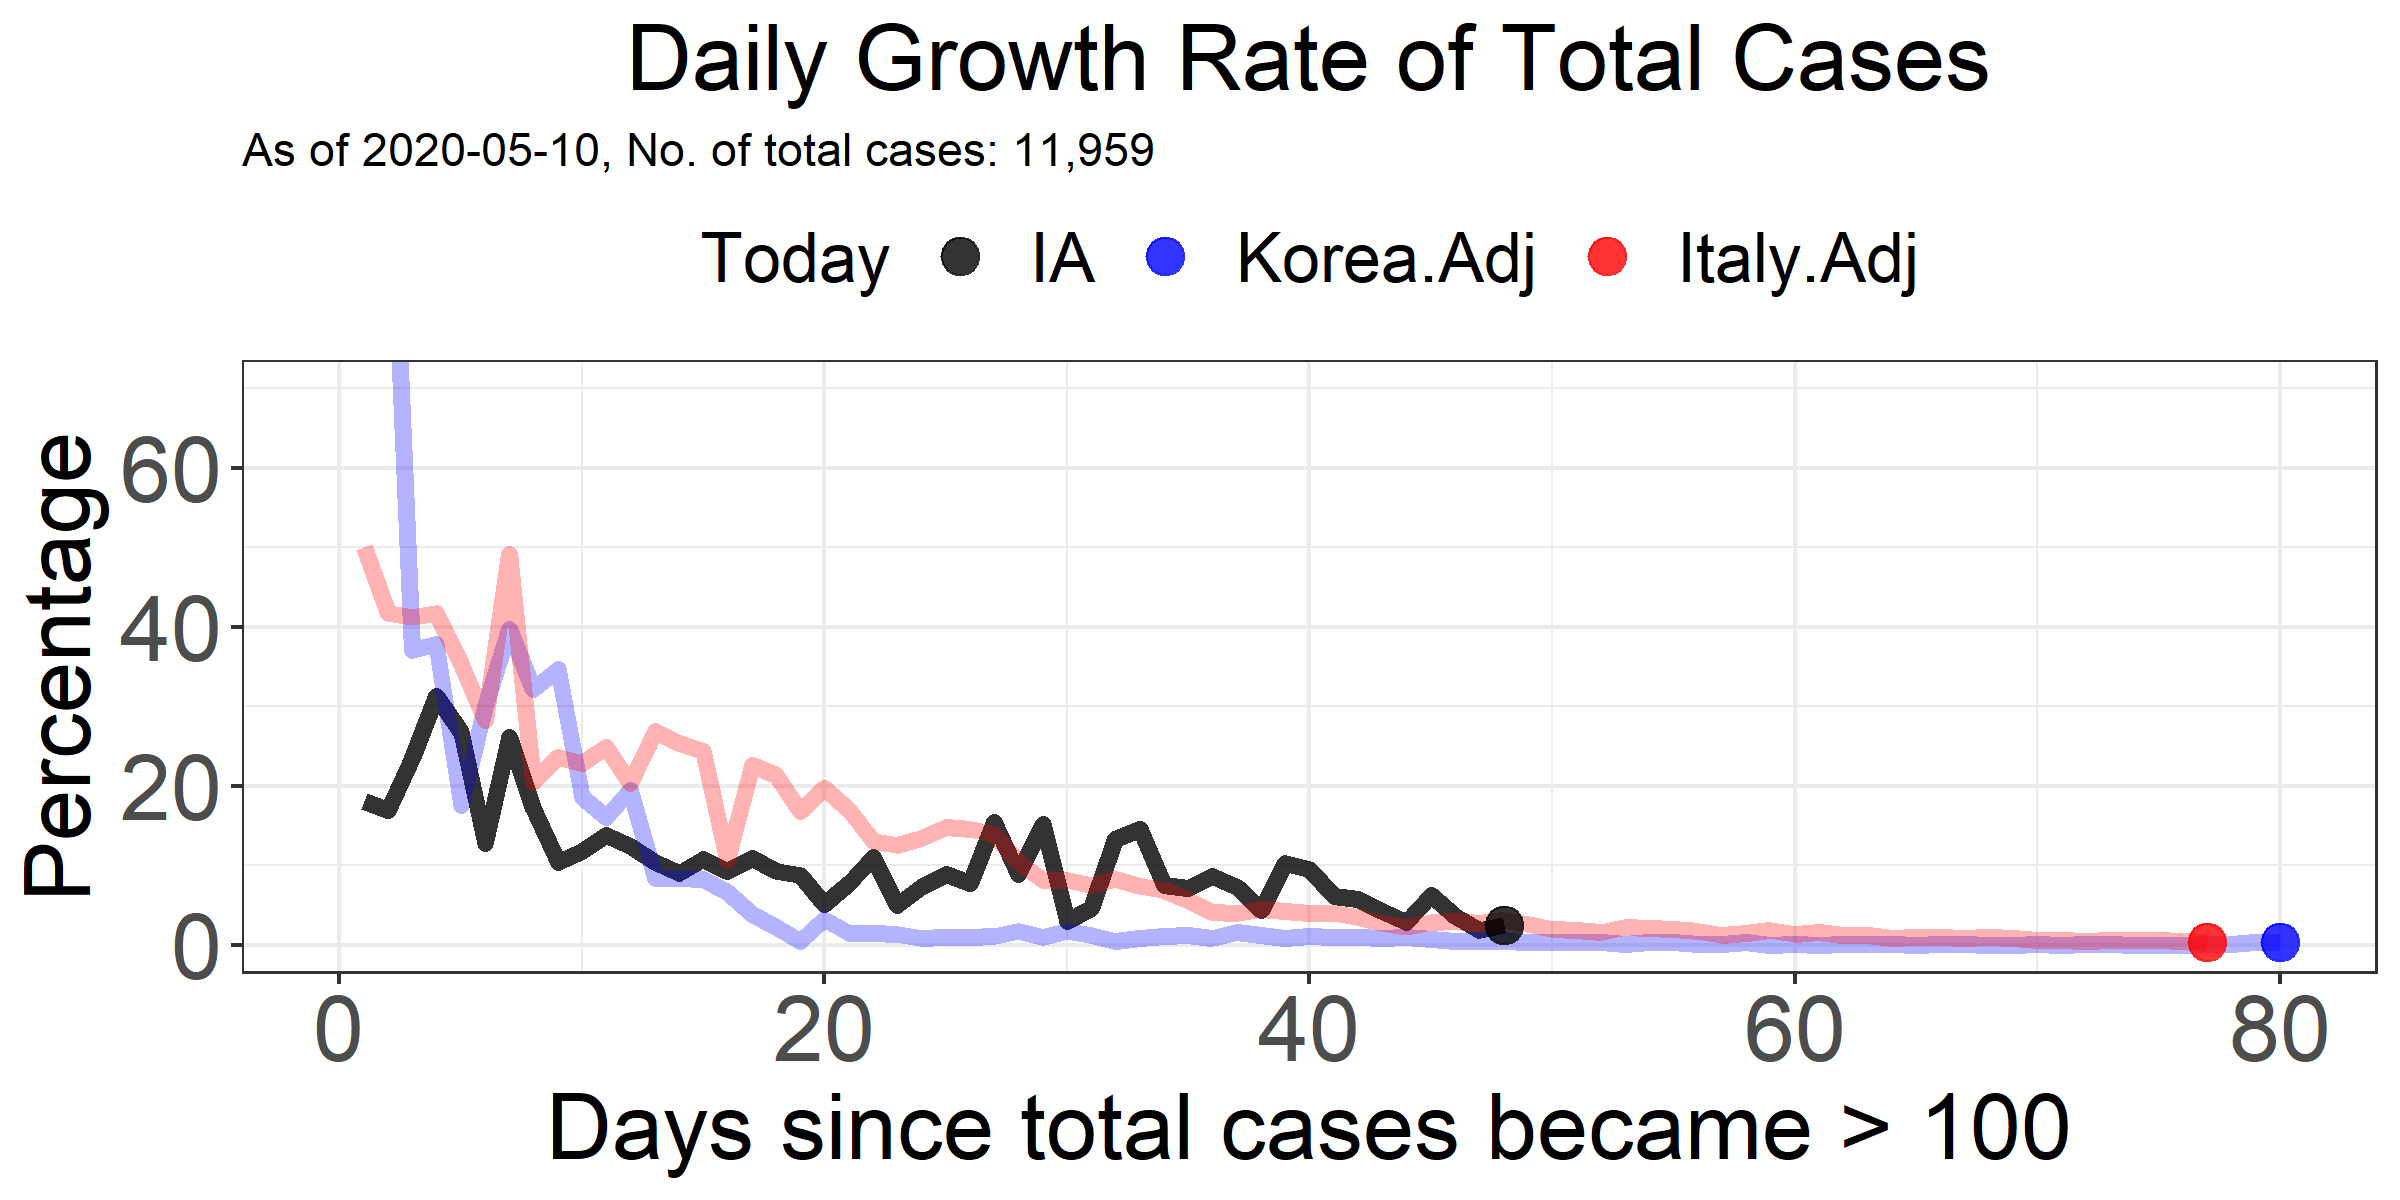 Daily Growth Rate of Total Cases
As of 2020-05-10, No. of total cases: 11,959
Today IA Korea.Adj Italy.Adj
Percentage
60
40
20
0
0 20 40 60 80
Days since total cases became > 100